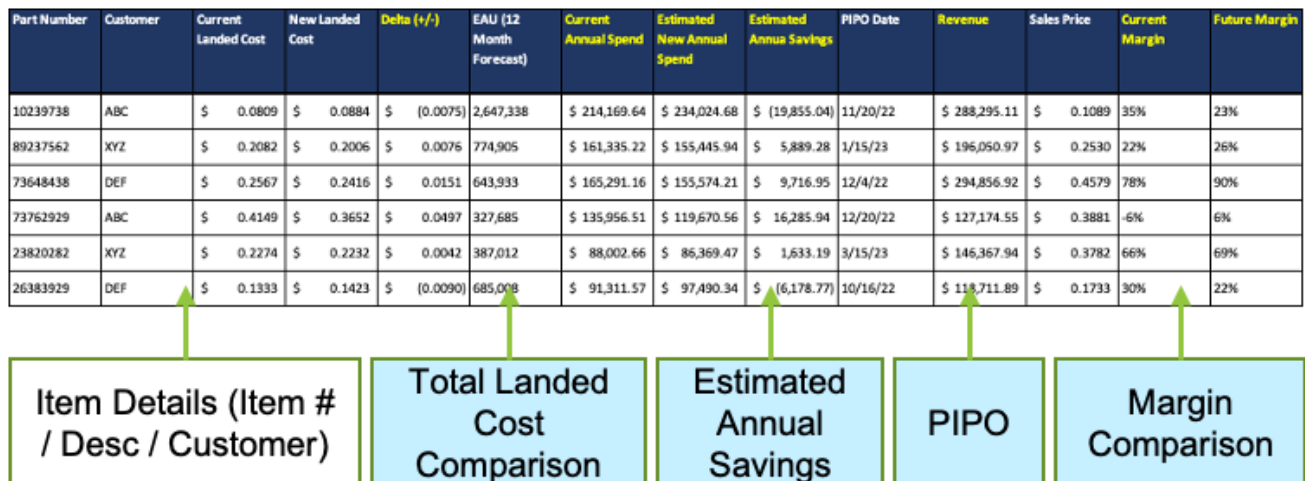 Part Number Customer Current Landed Cost New Landed Cost Delta (+/-) EAU (12 Month Forecast) Current Annual Spend Estimated New Annual Spend Estimated Annua Savings PIPO Date Revenue Sales Price Current Margin Future Margin
10239738 ABC $ 0.0809 $ 0.0884 $ (0.0075) 2,647,338 $ 214,169.64 $ 234,024.68 $ (19,855.04) 11/20/22 $ 288,295.11 $ 0.1089 35% 23%
89237562 XYZ $ 0.2082 $ 0.2006 $ 0.0076 774,905 $ 161,335.22 $ 155,445.94 $ 5,889.28 1/15/23 $ 196,050.97 $ 0.2530 22% 26%
73648438 DEF $ 0.2567 $ 0.2416 $ 0.0151 643,933 $ 165,291.16 $ 155,574.21 $ 9,716.95 12/4/22 $ 294,856.92 $ 0.4579 78% 90%
73762929 ABC $ 0.4149 $ 0.3652 $ 0.0497 327,685 $ 135,956.51 $ 119,670.56 $ 16,285.94 12/20/22 $ 127,174.55 $ 0.3881 -6% 6%
23820282 XYZ $ 0.2274 $ 0.2232 $ 0.0042 387,012 $ 88,002.66 $ 86,369.47 $ 1,633.19 3/15/23 $ 146,367.94 $ 0.3782 66% 69%
26383929 DEF $ 0.1333 $ 0.1423 $ (0.0090) 685,008 $ 91,311.57 $ 97,490.34 $ (6,178.77) 10/16/22 $ 118,711.89 $ 0.1733 30% 22%
Item Details (Item #
/ Desc / Customer)
Total Landed
Cost
Comparison
Estimated
Annual
Savings
PIPO
Margin
Comparison